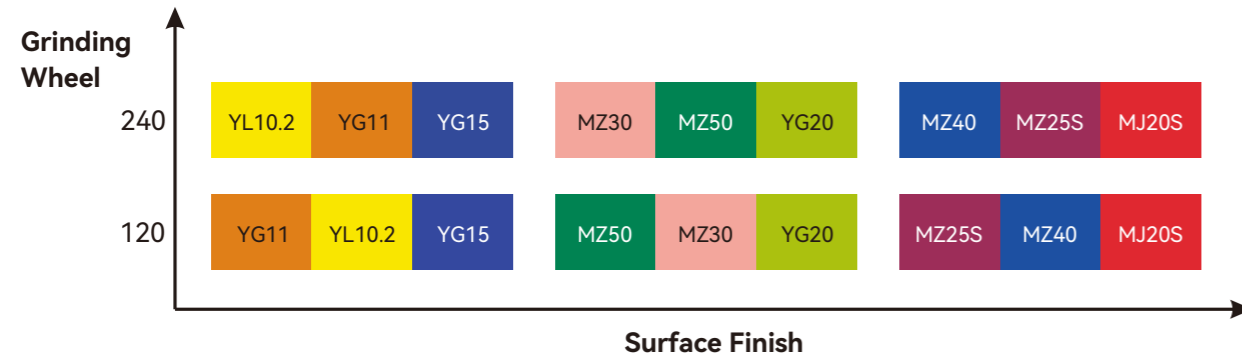 Grinding
Wheel
240 YL10.2 YG11 YG15 MZ30 MZ50 YG20 MZ40 MZ25S MJ20S
120 YG11 YL10.2 YG15 MZ50 MZ30 YG20 MZ25S MZ40 MJ20S
Surface Finish